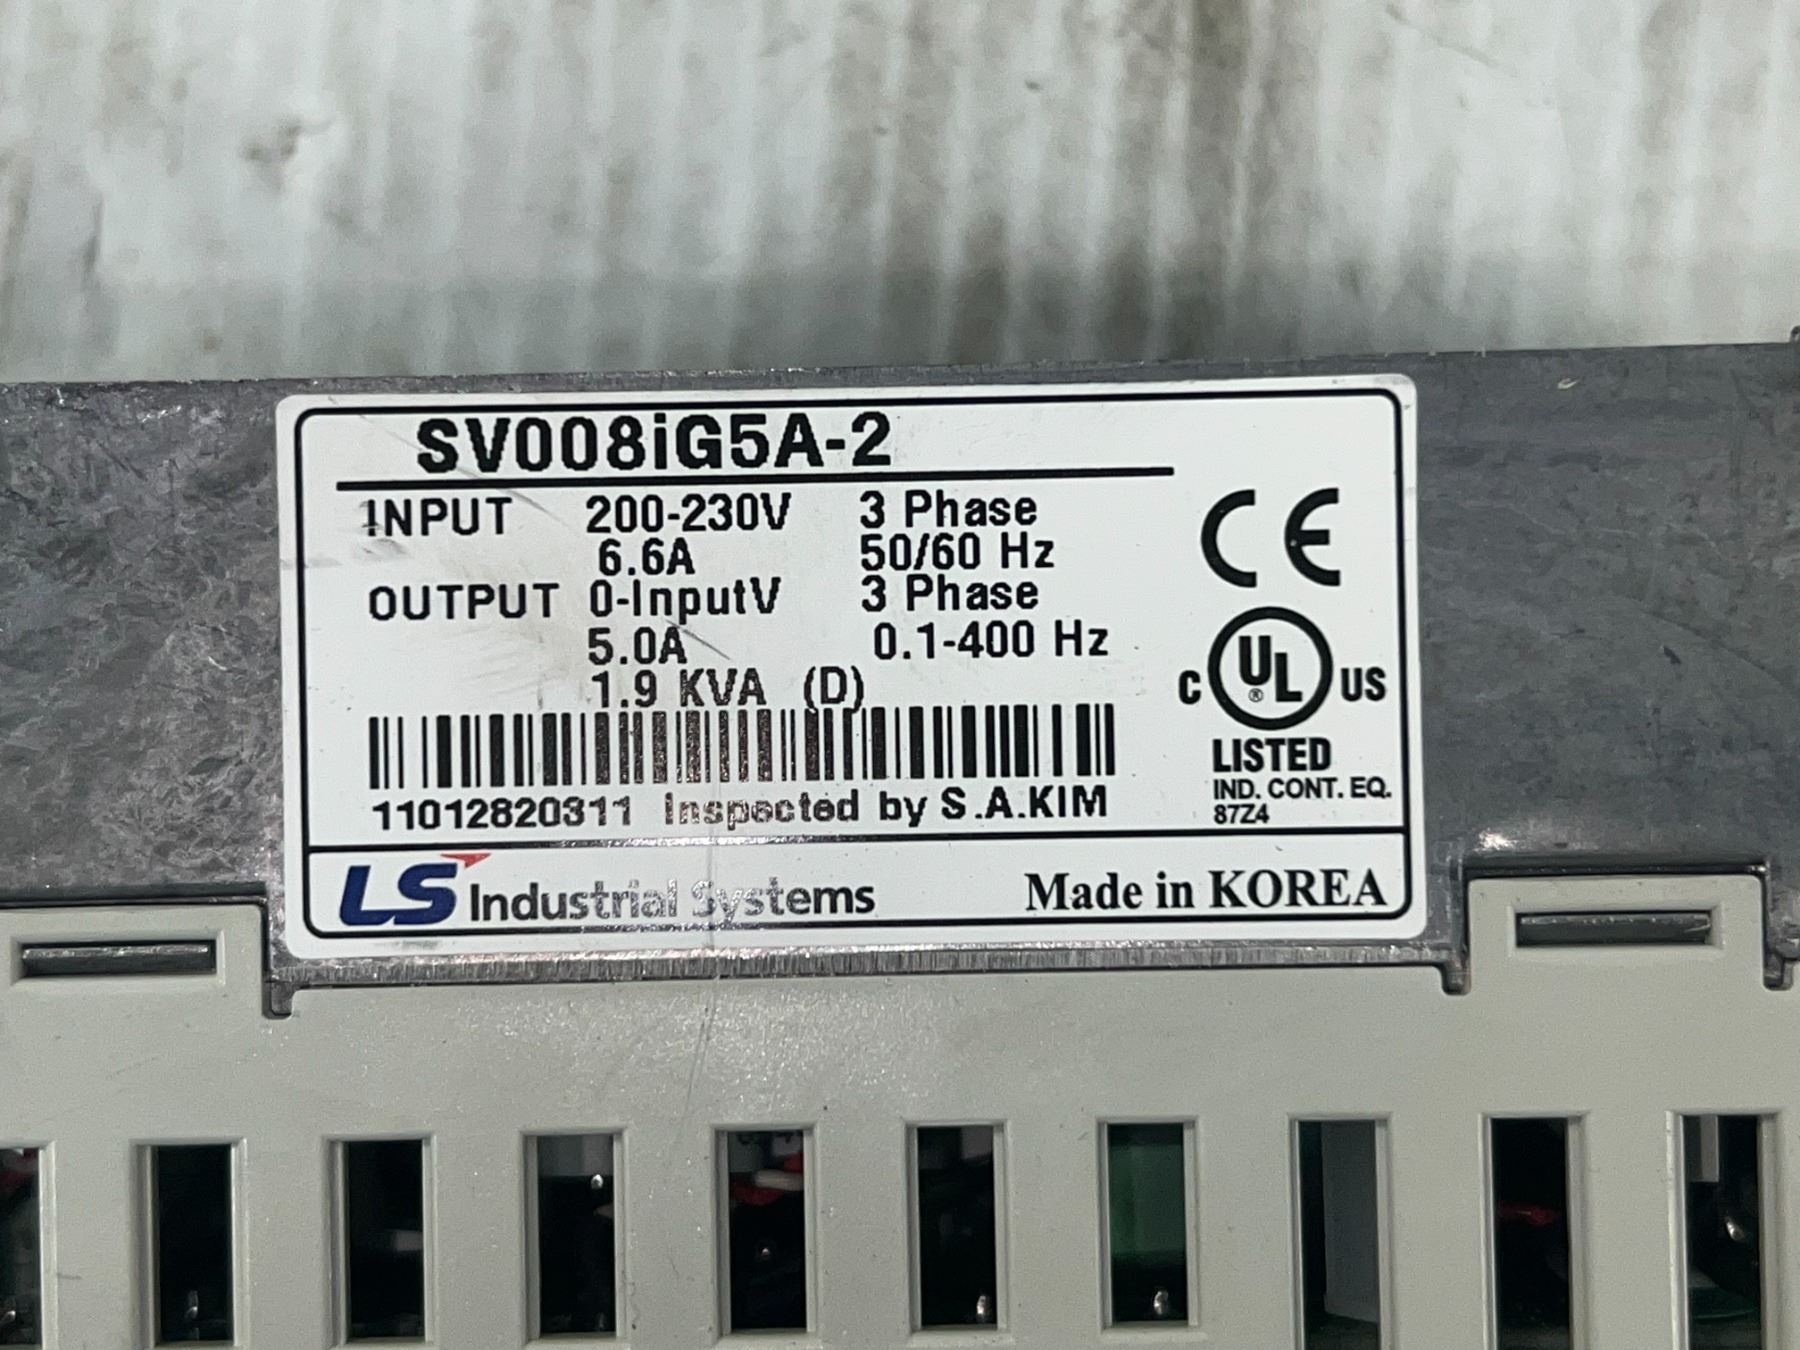 SV008iG5A-2
INPUT 200-230V 3 Phase
6.6A 50/60 Hz
OUTPUT 0-InputV 3 Phase
5.0A 0.1-400 Hz
1.9 KVA (D)
11012820311 Inspected by S.A.KIM
CE
C UL® US
LISTED
IND. CONT. EQ.
87Z4
LS Industrial Systems Made in KOREA